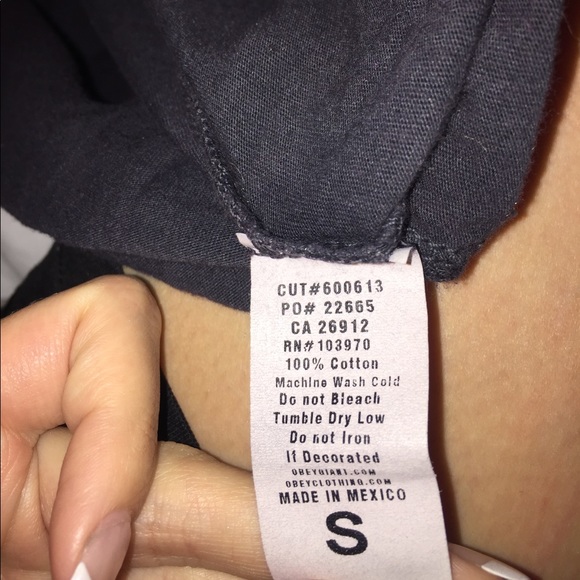 CUT#600613
PO# 22665
CA 26912
RN#103970
100% Cotton
Machine Wash Cold
Do not Bleach
Tumble Dry Low
Do not Iron
If Decorated
OBEYGIANT.COM
OBEYCLOTHING.COM
MADE IN MEXICO
S